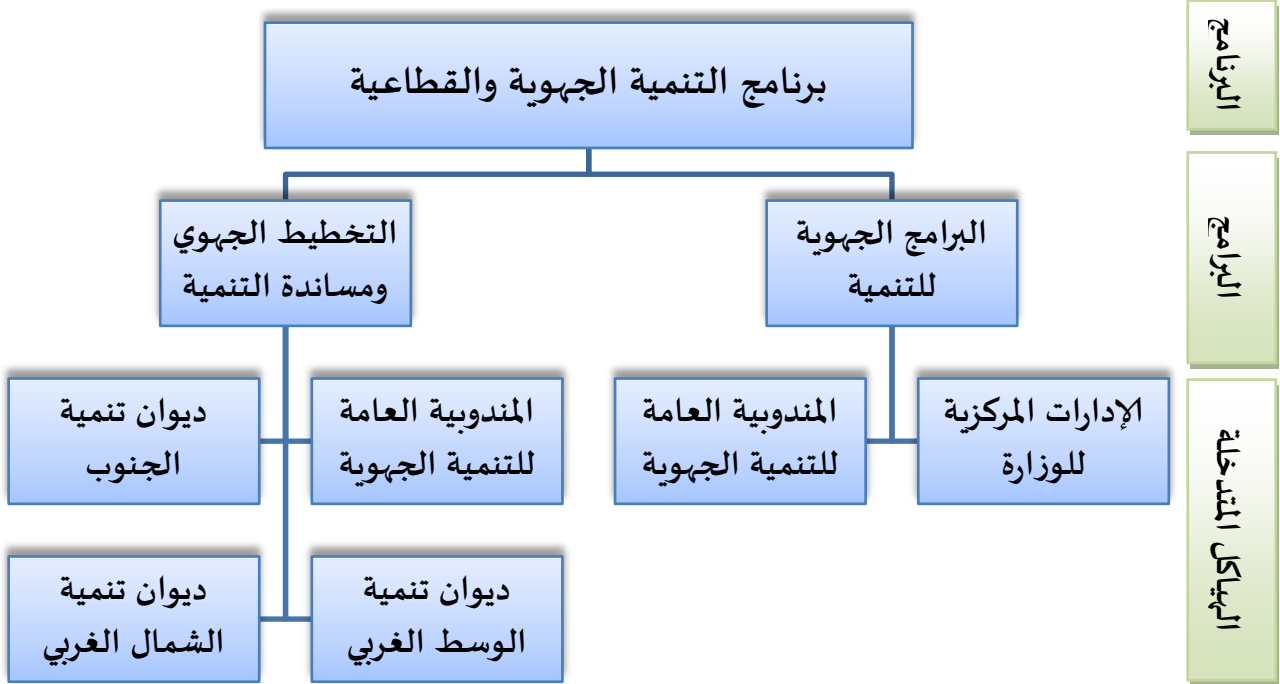 البرنامج
برنامج التنمية الجهوية والقطاعية
البرامج
البرامج الجهوية
للتنمية
التخطيط الجهوي
ومساندة التنمية
الهياكل المتدخلة
الإدارات المركزية
للوزارة
المندوبية العامة
للتنمية الجهوية
المندوبية العامة
للتنمية الجهوية
ديوان تنمية
الجنوب
ديوان تنمية
الوسط الغربي
ديوان تنمية
الشمال الغربي